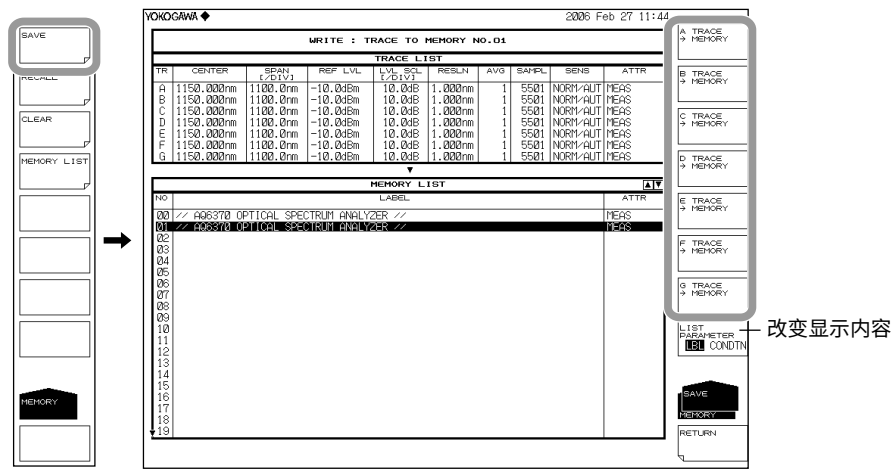 SAVE
RECALL
CLEAR
MEMORY LIST
MEMORY
YOKOGAWA ◆ 2006 Feb 27 11:44
WRITE : TRACE TO MEMORY NO.01
TRACE LIST
TR CENTER SPAN [/DIV] REF LVL LVL SCL [/DIV] RESLN AVG SAMPL SENS ATTR
A 1150.000nm 1100.0nm -10.0dBm 10.0dB 1.000nm 1 5501 NORM/AUT MEAS
B 1150.000nm 1100.0nm -10.0dBm 10.0dB 1.000nm 1 5501 NORM/AUT MEAS
C 1150.000nm 1100.0nm -10.0dBm 10.0dB 1.000nm 1 5501 NORM/AUT MEAS
D 1150.000nm 1100.0nm -10.0dBm 10.0dB 1.000nm 1 5501 NORM/AUT MEAS
E 1150.000nm 1100.0nm -10.0dBm 10.0dB 1.000nm 1 5501 NORM/AUT MEAS
F 1150.000nm 1100.0nm -10.0dBm 10.0dB 1.000nm 1 5501 NORM/AUT MEAS
G 1150.000nm 1100.0nm -10.0dBm 10.0dB 1.000nm 1 5501 NORM/AUT MEAS
MEMORY LIST
NO LABEL ATTR
00 // AQ6370 OPTICAL SPECTRUM ANALYZER // MEAS
01 // AQ6370 OPTICAL SPECTRUM ANALYZER // MEAS
02
03
04
05
06
07
08
09
10
11
12
13
14
15
16
17
18
19
A TRACE
→ MEMORY
B TRACE
→ MEMORY
C TRACE
→ MEMORY
D TRACE
→ MEMORY
E TRACE
→ MEMORY
F TRACE
→ MEMORY
G TRACE
→ MEMORY
LIST
PARAMETER
LBL CONDTN
改变显示内容
SAVE
MEMORY
RETURN